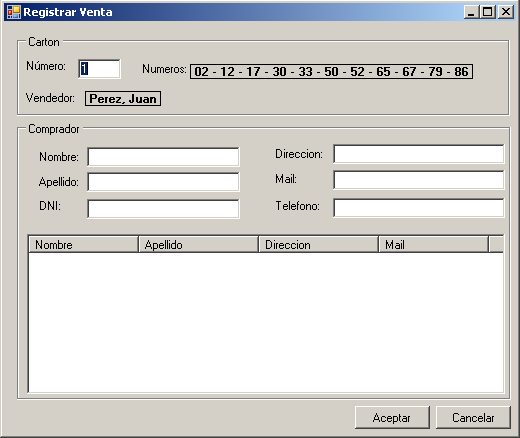 Registrar Venta
Carton
Número: 1 Numeros: 02 - 12 - 17 - 30 - 33 - 50 - 52 - 65 - 67 - 79 - 86
Vendedor: Perez, Juan
Comprador
Nombre: Direccion:
Apellido: Mail:
DNI: Telefono:
Nombre Apellido Direccion Mail
Aceptar Cancelar